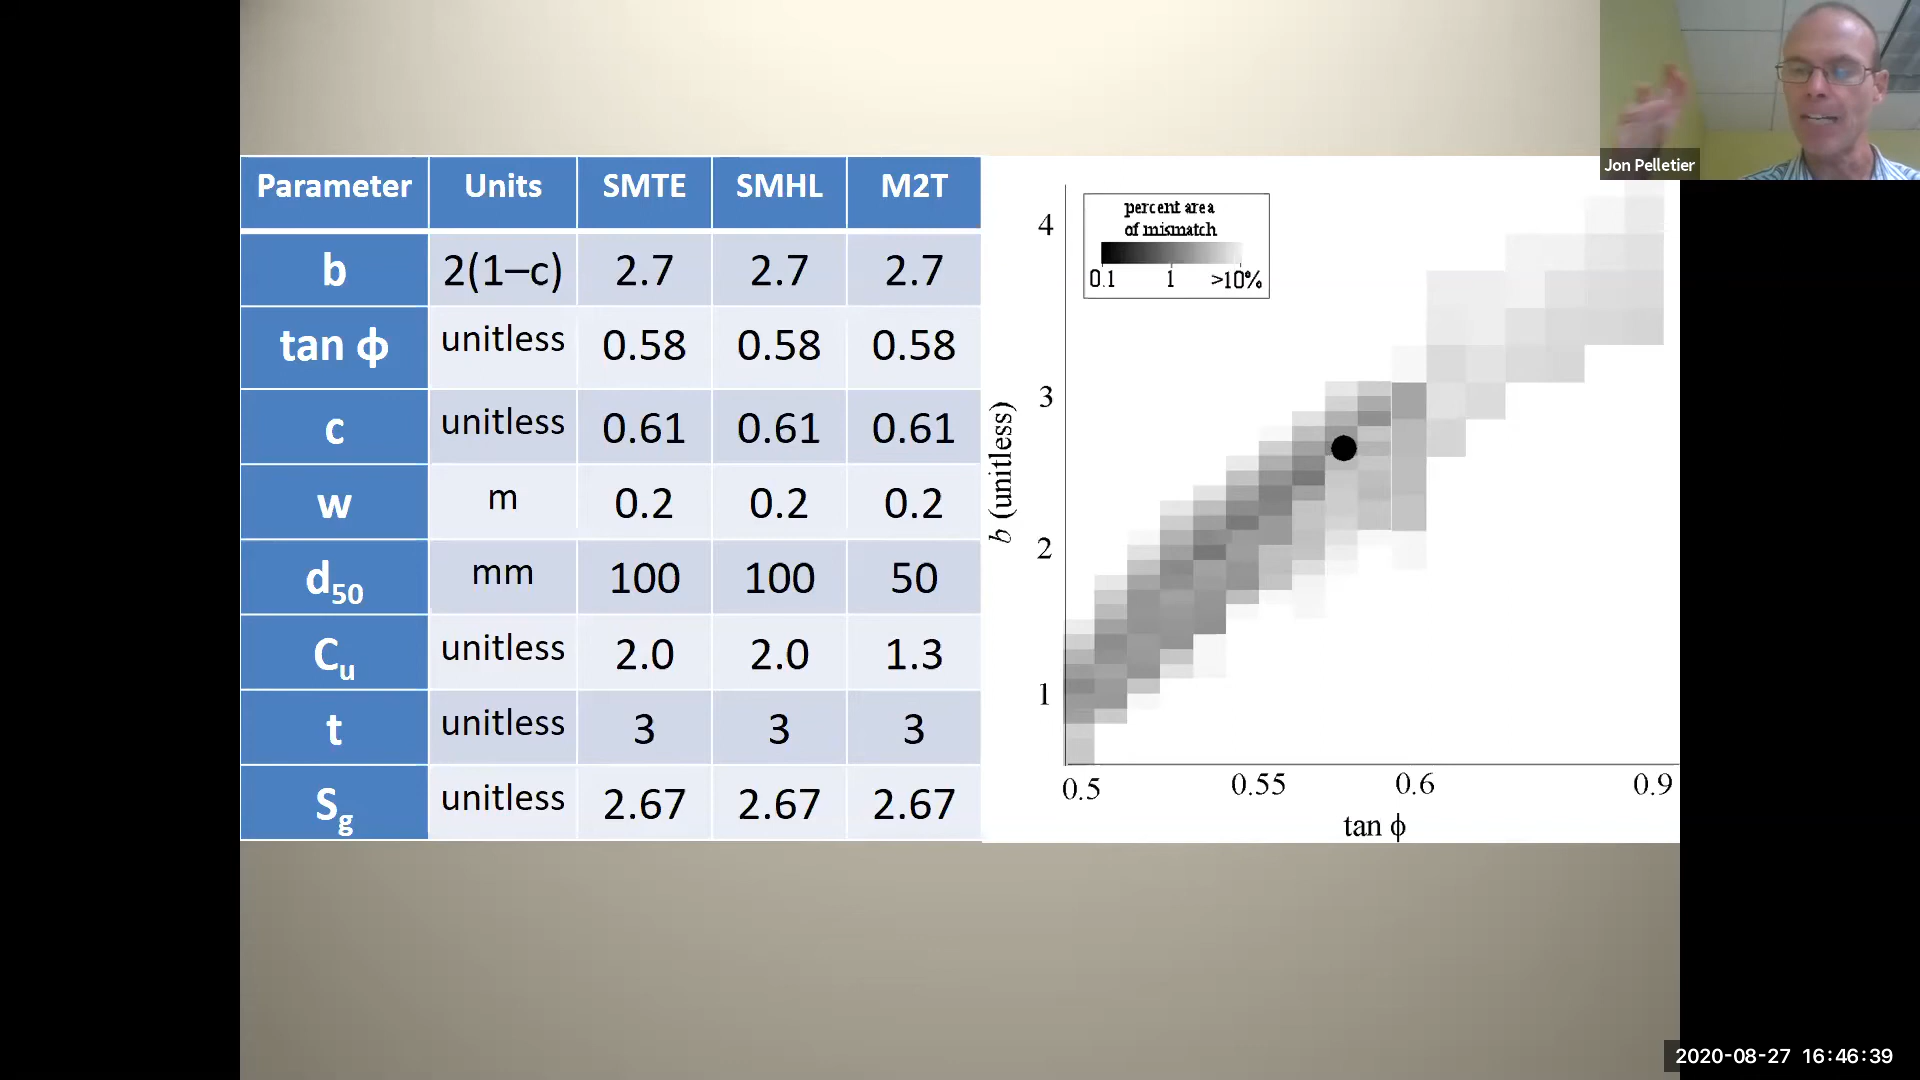 Jon Pelletier
Parameter Units SMTE SMHL M2T
b 2(1–c) 2.7 2.7 2.7
tan ϕ unitless 0.58 0.58 0.58
c unitless 0.61 0.61 0.61
w m 0.2 0.2 0.2
d50 mm 100 100 50
Cu unitless 2.0 2.0 1.3
t unitless 3 3 3
Sg unitless 2.67 2.67 2.67
percent area
of mismatch
0.1 1 >10%
4
3
2
1
b (unitless)
0.5 0.55 0.6 0.9
tan ϕ
2020-08-27 16:46:39